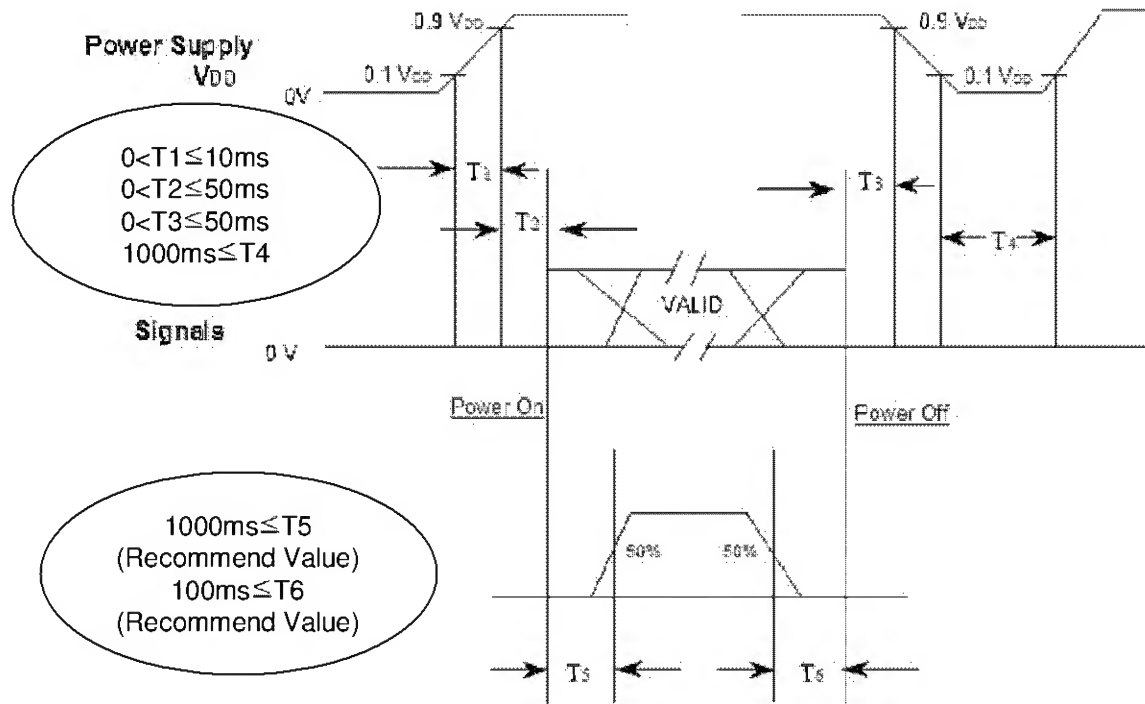 0.9 VDD
0.9 VDD
Power Supply
VDD
0.1 VDD
0.1 VDD
0V
0<T1≦10ms
0<T2≦50ms
0<T3≦50ms
1000ms≦T4
T1
T3
T2
T4
VALID
Signals
0 V
Power On
Power Off
1000ms≦T5
(Recommend Value)
100ms≦T6
(Recommend Value)
50%
50%
T5